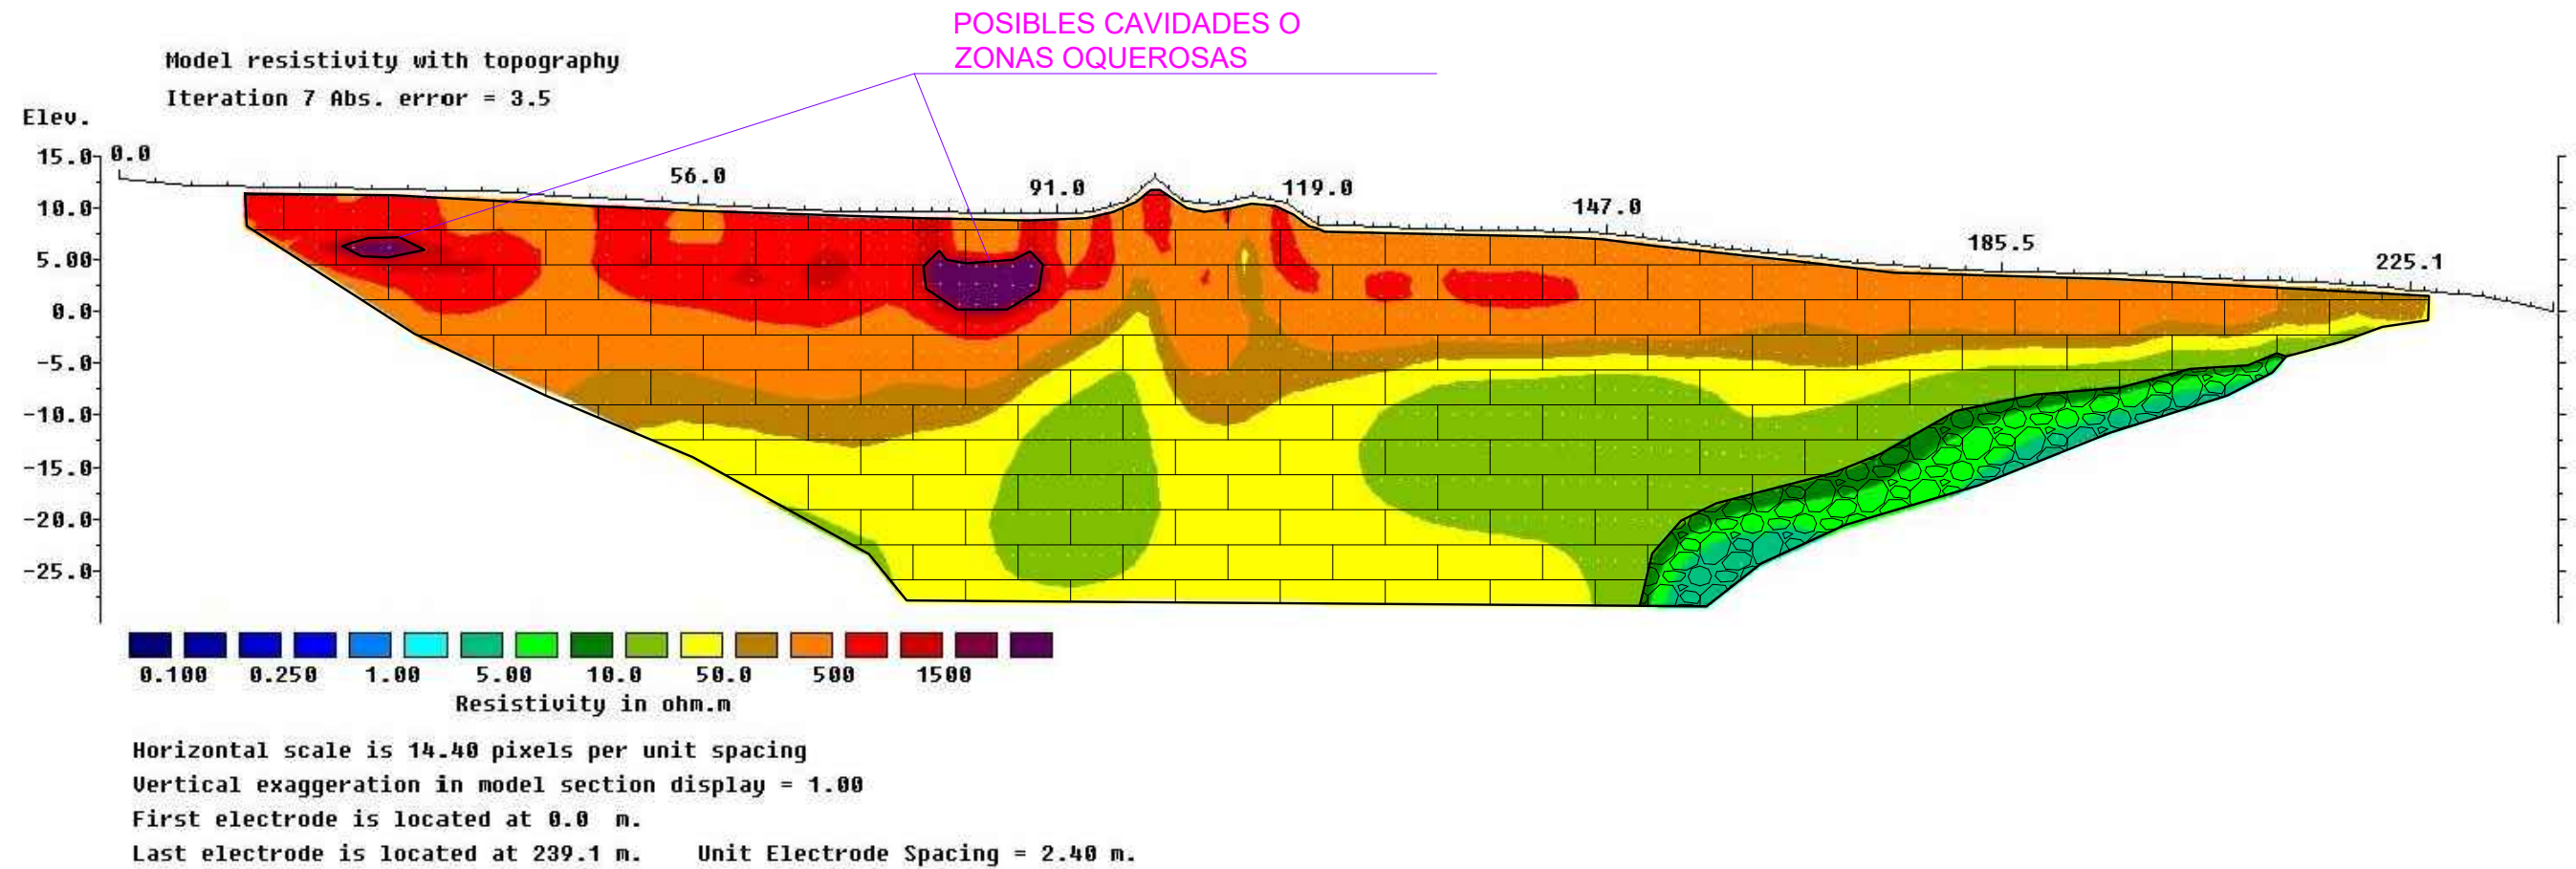 POSIBLES CAVIDADES O
ZONAS OQUEROSAS
Model resistivity with topography
Iteration 7 Abs. error = 3.5
Elev.
15.0
10.0
5.00
0.0
-5.0
-10.0
-15.0
-20.0
-25.0
0.0 56.0 91.0 119.0 147.0 185.5 225.1
0.100 0.250 1.00 5.00 10.0 50.0 500 1500
Resistivity in ohm.m
Horizontal scale is 14.40 pixels per unit spacing
Vertical exaggeration in model section display = 1.00
First electrode is located at 0.0 m.
Last electrode is located at 239.1 m. Unit Electrode Spacing = 2.40 m.